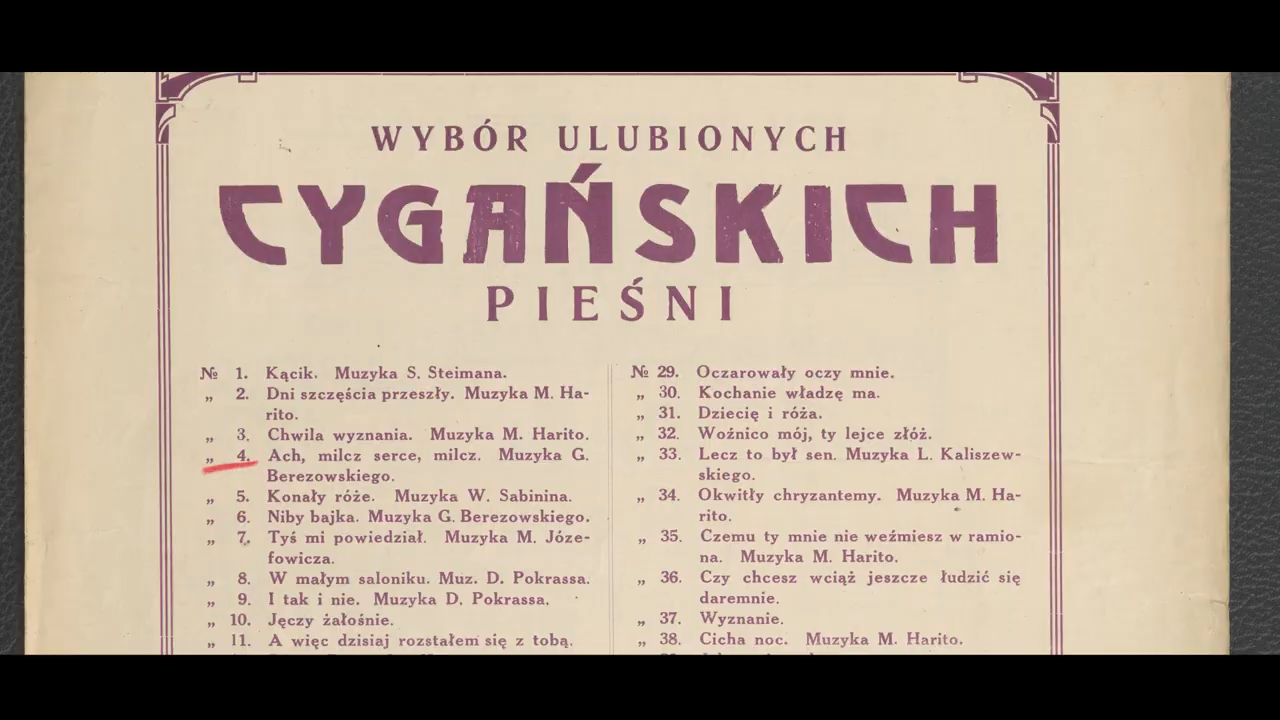 WYBÓR ULUBIONYCH
CYGAŃSKICH
PIEŚNI
№ 1. Kącik. Muzyka S. Steimana.
„ 2. Dni szczęścia przeszły. Muzyka M. Ha-
rito.
„ 3. Chwila wyznania. Muzyka M. Harito.
„ 4. Ach, milcz serce, milcz. Muzyka G.
Berezowskiego.
„ 5. Konały róże. Muzyka W. Sabinina.
„ 6. Niby bajka. Muzyka G. Berezowskiego.
„ 7. Tyś mi powiedział. Muzyka M. Józe-
fowicza.
„ 8. W małym saloniku. Muz. D. Pokrassa.
„ 9. I tak i nie. Muzyka D. Pokrassa.
„ 10. Jęczy żałośnie.
„ 11. A więc dzisiaj rozstałem się z tobą.
№ 29. Oczarowały oczy mnie.
„ 30. Kochanie władzę ma.
„ 31. Dziecię i róża.
„ 32. Woźnico mój, ty lejce złóż.
„ 33. Lecz to był sen. Muzyka L. Kaliszew-
skiego.
„ 34. Okwitły chryzantemy. Muzyka M. Ha-
rito.
„ 35. Czemu ty mnie nie weźmiesz w ramio-
na. Muzyka M. Harito.
„ 36. Czy chcesz wciąż jeszcze łudzić się
daremnie.
„ 37. Wyznanie.
„ 38. Cicha noc. Muzyka M. Harito.